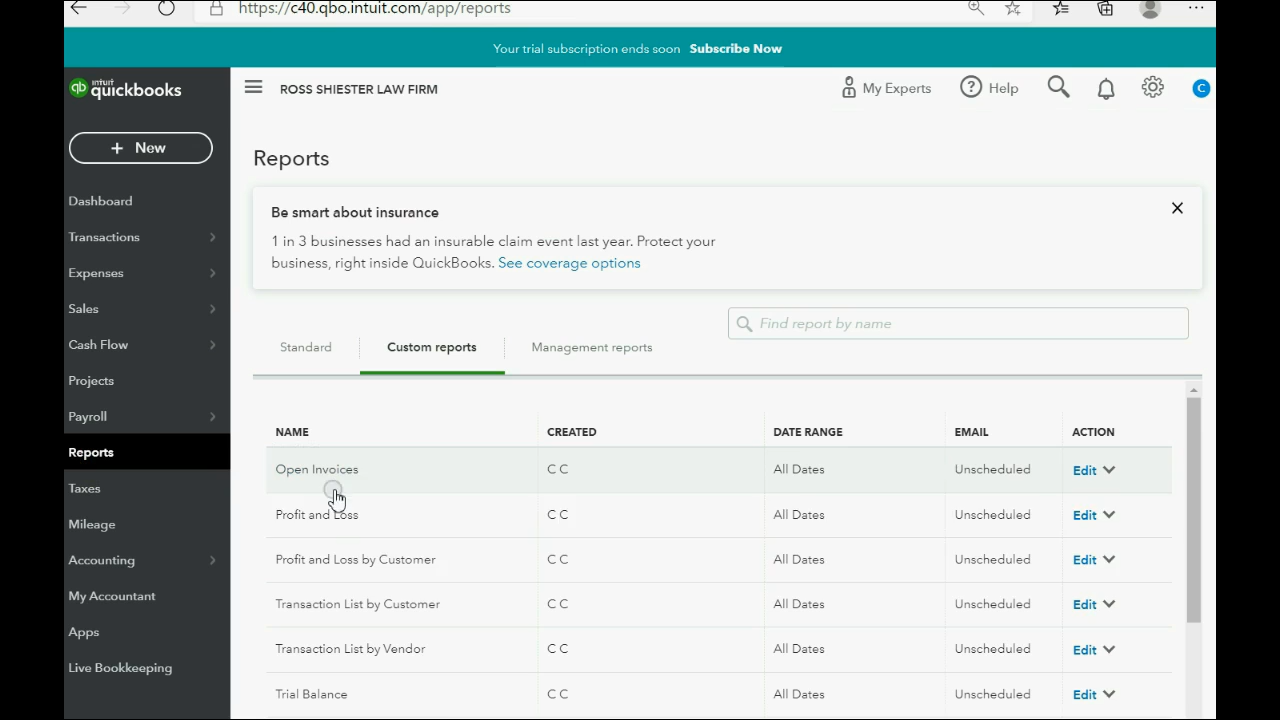 https://c40.qbo.intuit.com/app/reports
Your trial subscription ends soon Subscribe Now
intuit quickbooks
ROSS SHIESTER LAW FIRM
My Experts
Help
C
+ New
Dashboard
Transactions
Expenses
Sales
Cash Flow
Projects
Payroll
Reports
Taxes
Mileage
Accounting
My Accountant
Apps
Live Bookkeeping
Reports
Be smart about insurance
1 in 3 businesses had an insurable claim event last year. Protect your
business, right inside QuickBooks. See coverage options
Find report by name
Standard Custom reports Management reports
NAME CREATED DATE RANGE EMAIL ACTION
Open Invoices C C All Dates Unscheduled Edit
Profit and Loss C C All Dates Unscheduled Edit
Profit and Loss by Customer C C All Dates Unscheduled Edit
Transaction List by Customer C C All Dates Unscheduled Edit
Transaction List by Vendor C C All Dates Unscheduled Edit
Trial Balance C C All Dates Unscheduled Edit